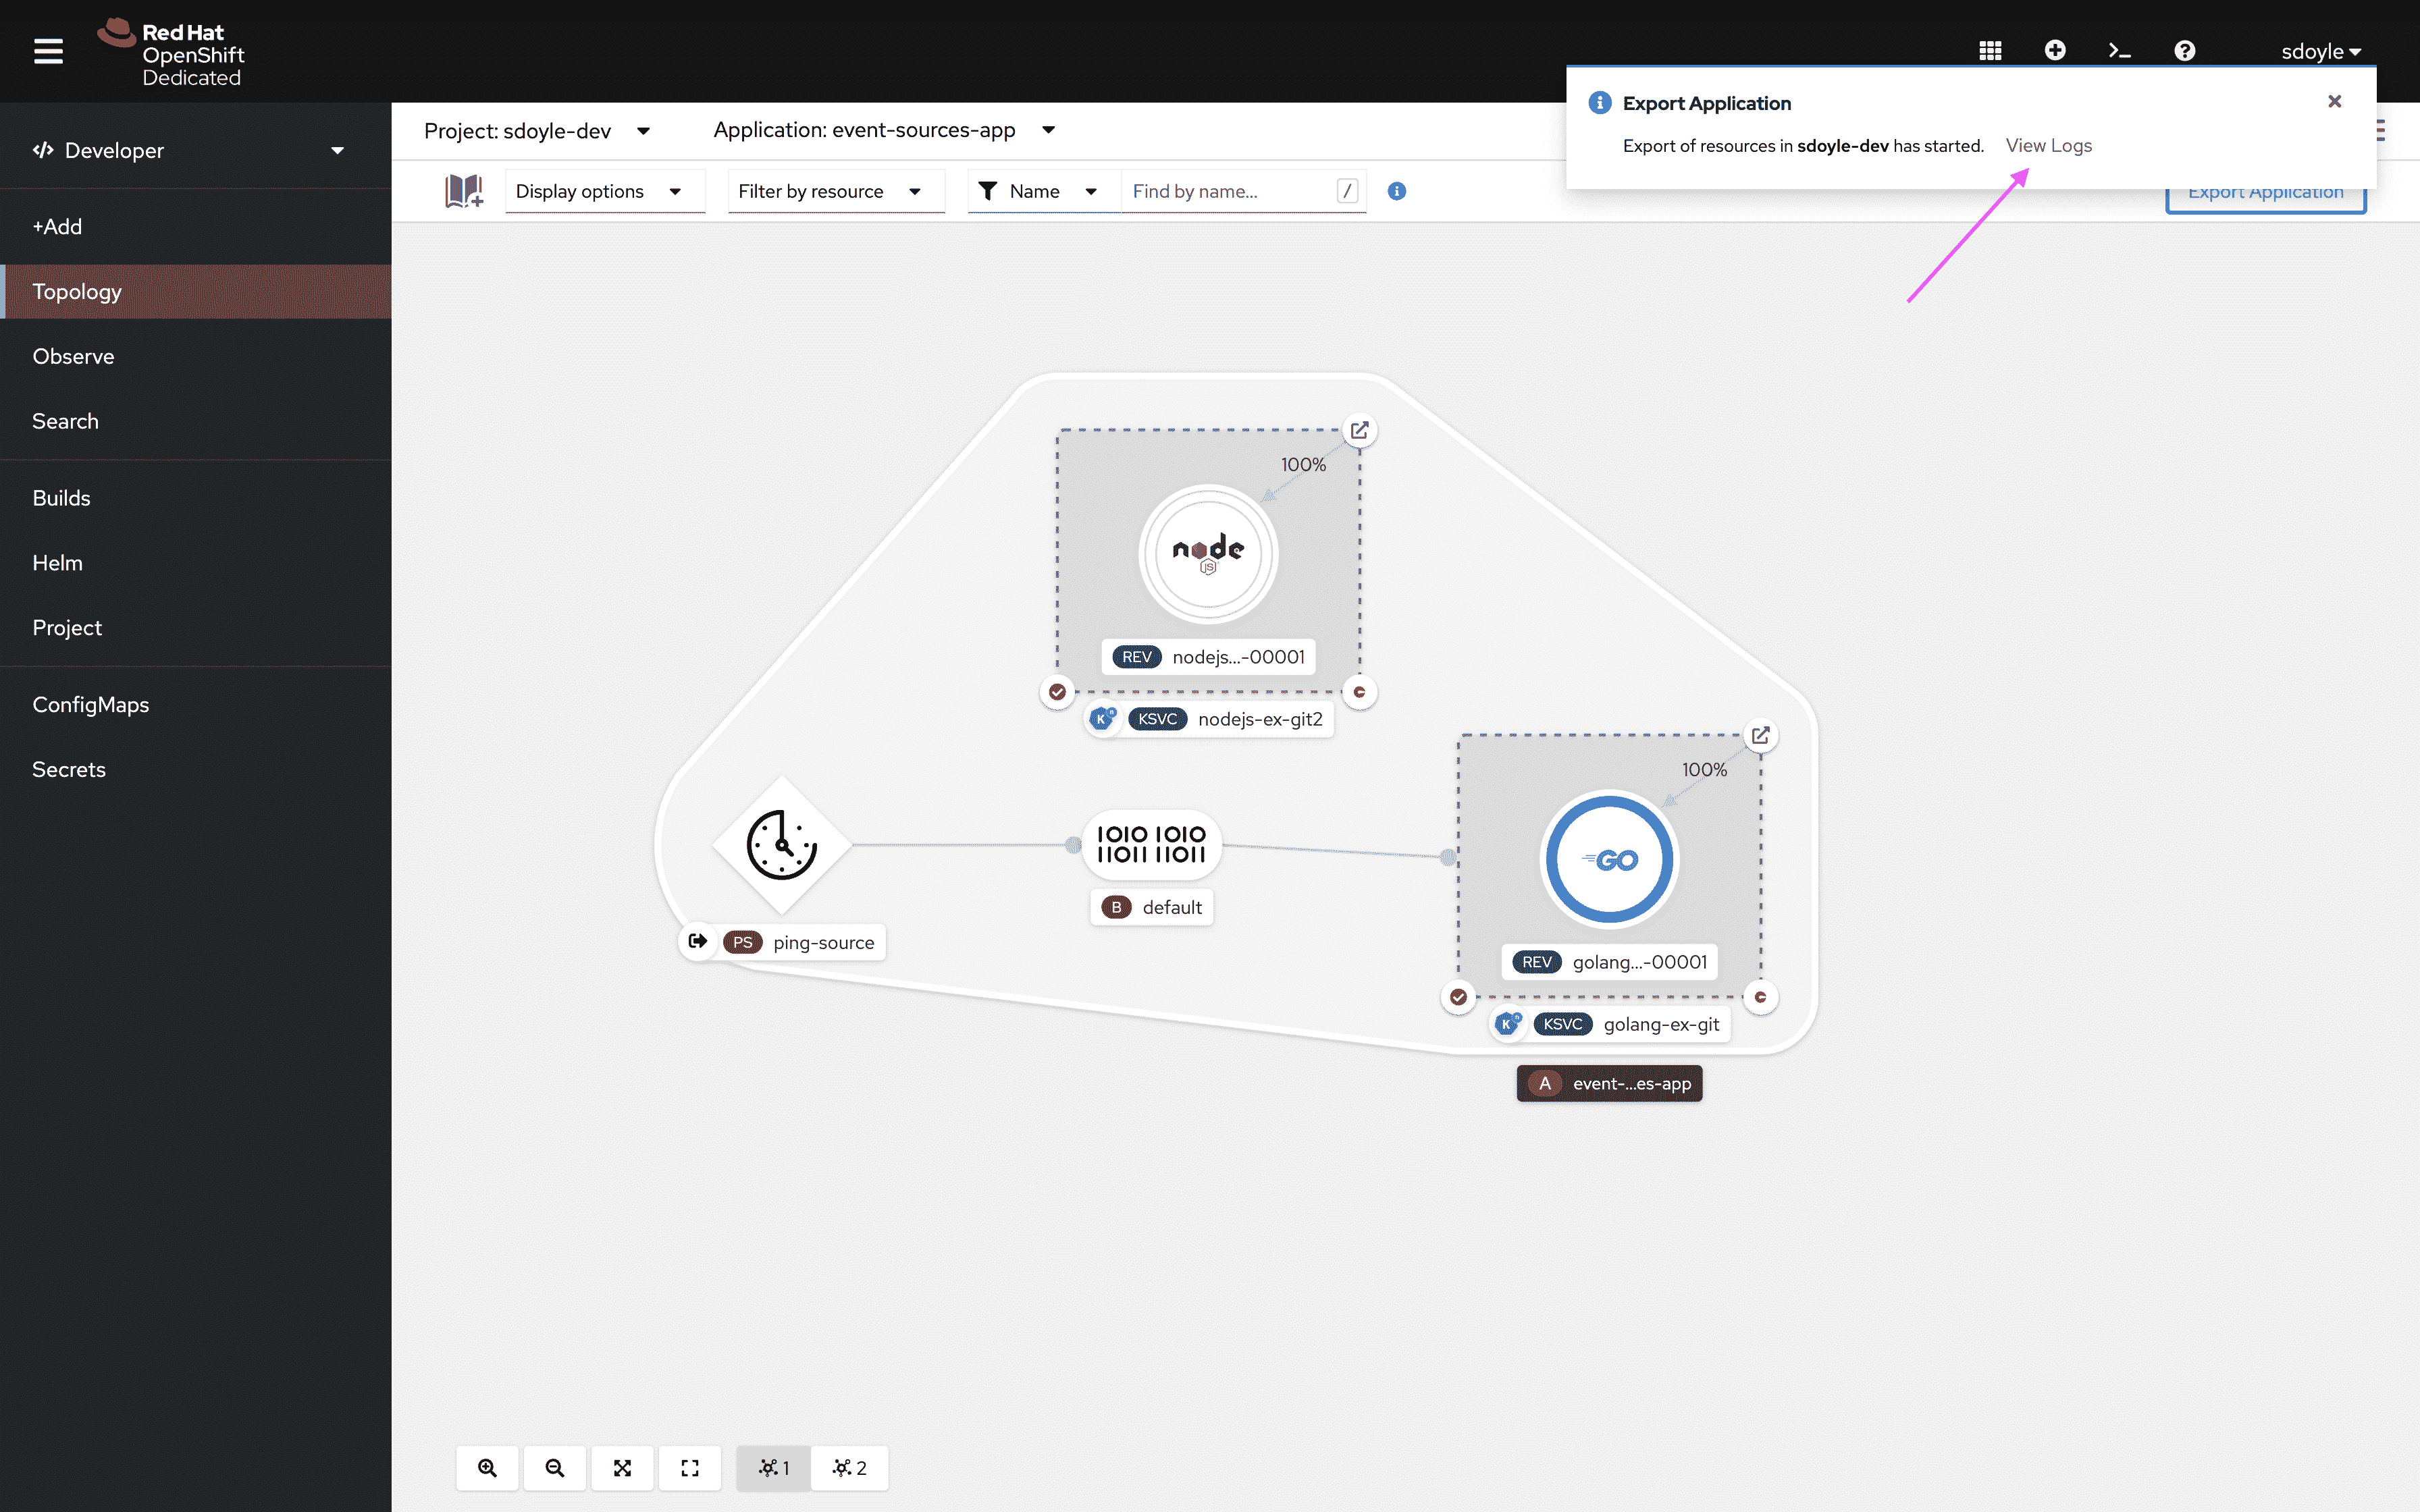 Red Hat
OpenShift
Dedicated
sdoyle
Export Application
Export of resources in sdoyle-dev has started. View Logs
Project: sdoyle-dev
Application: event-sources-app
Developer
Display options
Filter by resource
Name
Find by name...
/
Export Application
+Add
Topology
Observe
Search
Builds
Helm
Project
ConfigMaps
Secrets
100%
node
JS
REV nodejs...-00001
KSVC nodejs-ex-git2
100%
1010 1010
11011 11011
GO
B default
PS ping-source
REV golang...-00001
KSVC golang-ex-git
A event-...es-app
1
2